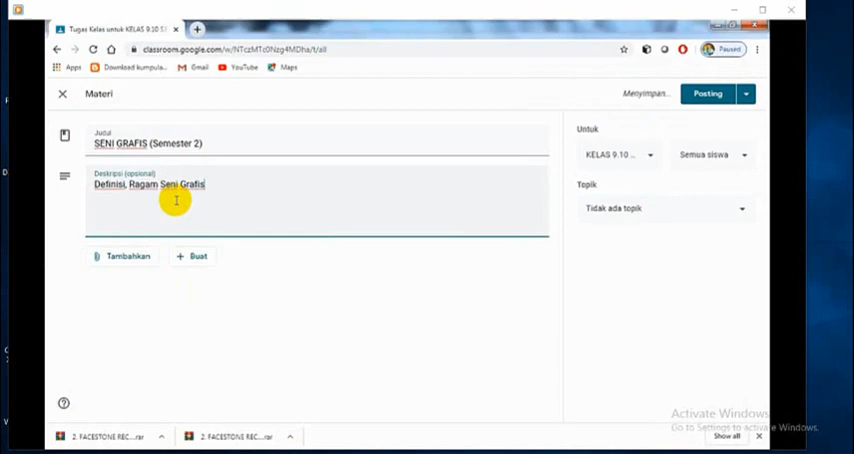 Tugas Kelas untuk KELAS 9.10
classroom.google.com/w/NTczMTc0Nzg4MDha/t/all
Paused
Apps Download kumpula... Gmail YouTube Maps
Materi
Menyimpan...
Posting
Judul
SENI GRAFIS (Semester 2)
Deskripsi (opsional)
Definisi, Ragam Seni Grafis
Tambahkan
+ Buat
Untuk
KELAS 9.10 ...
Semua siswa
Topik
Tidak ada topik
Activate Windows
Go to Settings to activate Windows.
2. FACESTONE REC....rar
2. FACESTONE REC....rar
Show all